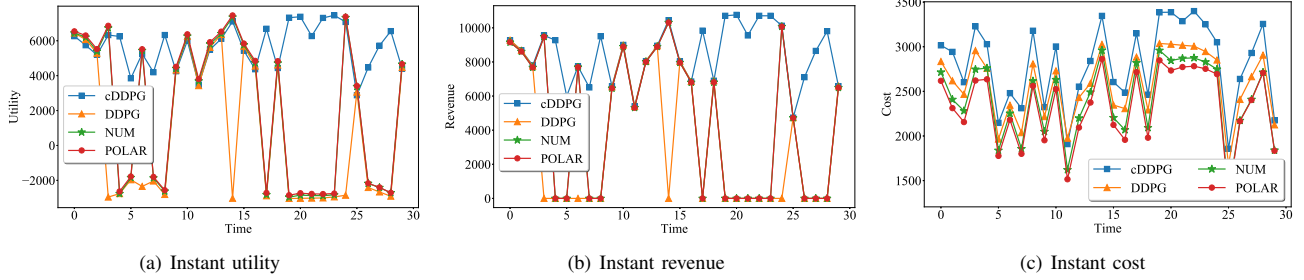 6000
4000
2000
0
−2000
Utility
cDDPG
DDPG
NUM
POLAR
0 5 10 15 20 25 30
Time
(a) Instant utility
10000
8000
6000
4000
2000
0
Revenue
cDDPG
DDPG
NUM
POLAR
0 5 10 15 20 25 30
Time
(b) Instant revenue
3500
3000
2500
2000
1500
Cost
cDDPG
DDPG
NUM
POLAR
0 5 10 15 20 25 30
Time
(c) Instant cost